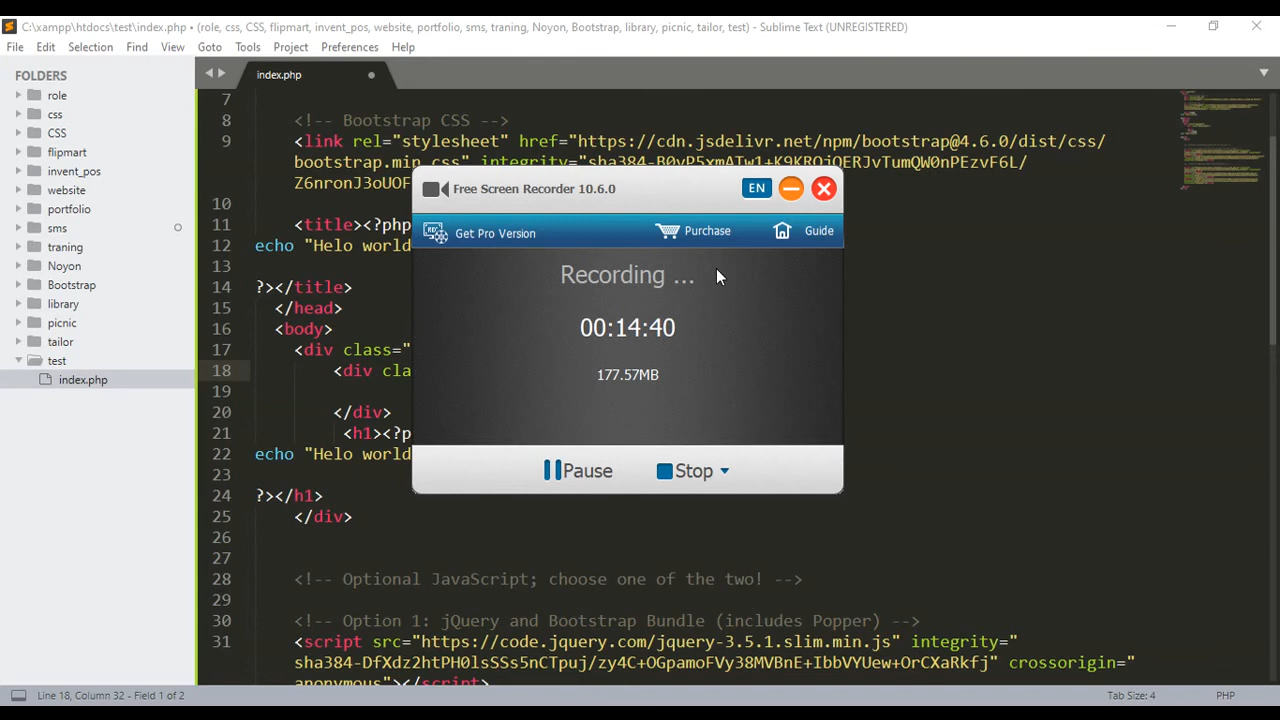 C:\xampp\htdocs\test\index.php • (role, css, CSS, flipmart, invent_pos, website, portfolio, sms, traning, Noyon, Bootstrap, library, picnic, tailor, test) - Sublime Text (UNREGISTERED)
File Edit Selection Find View Goto Tools Project Preferences Help
FOLDERS
role
css
CSS
flipmart
invent_pos
website
portfolio
sms
traning
Noyon
Bootstrap
library
picnic
tailor
test
index.php
index.php
7
8 <!-- Bootstrap CSS -->
9 <link rel="stylesheet" href="https://cdn.jsdelivr.net/npm/bootstrap@4.6.0/dist/css/
bootstrap.min.css" integrity="sha384-B0vP5xmATw1+K9KRQjQERJvTumQW0nPEzvF6L/
Z6nronJ3oUOF
10
11 <title><?php
12 echo "Helo world
13
14 ?></title>
15 </head>
16 <body>
17 <div class="
18 <div cla
19
20 </div>
21 <h1><?p
22 echo "Helo world
23
24 ?></h1>
25 </div>
26
27
28 <!-- Optional JavaScript; choose one of the two! -->
29
30 <!-- Option 1: jQuery and Bootstrap Bundle (includes Popper) -->
31 <script src="https://code.jquery.com/jquery-3.5.1.slim.min.js" integrity="
sha384-DfXdz2htPH0lsSSs5nCTpuj/zy4C+OGpamoFVy38MVBnE+IbbVYUew+OrCXaRkfj" crossorigin="
anonymous"></script>
Free Screen Recorder 10.6.0 EN
Get Pro Version Purchase Guide
Recording ...
00:14:40
177.57MB
Pause Stop
Line 18, Column 32 - Field 1 of 2 Tab Size: 4 PHP